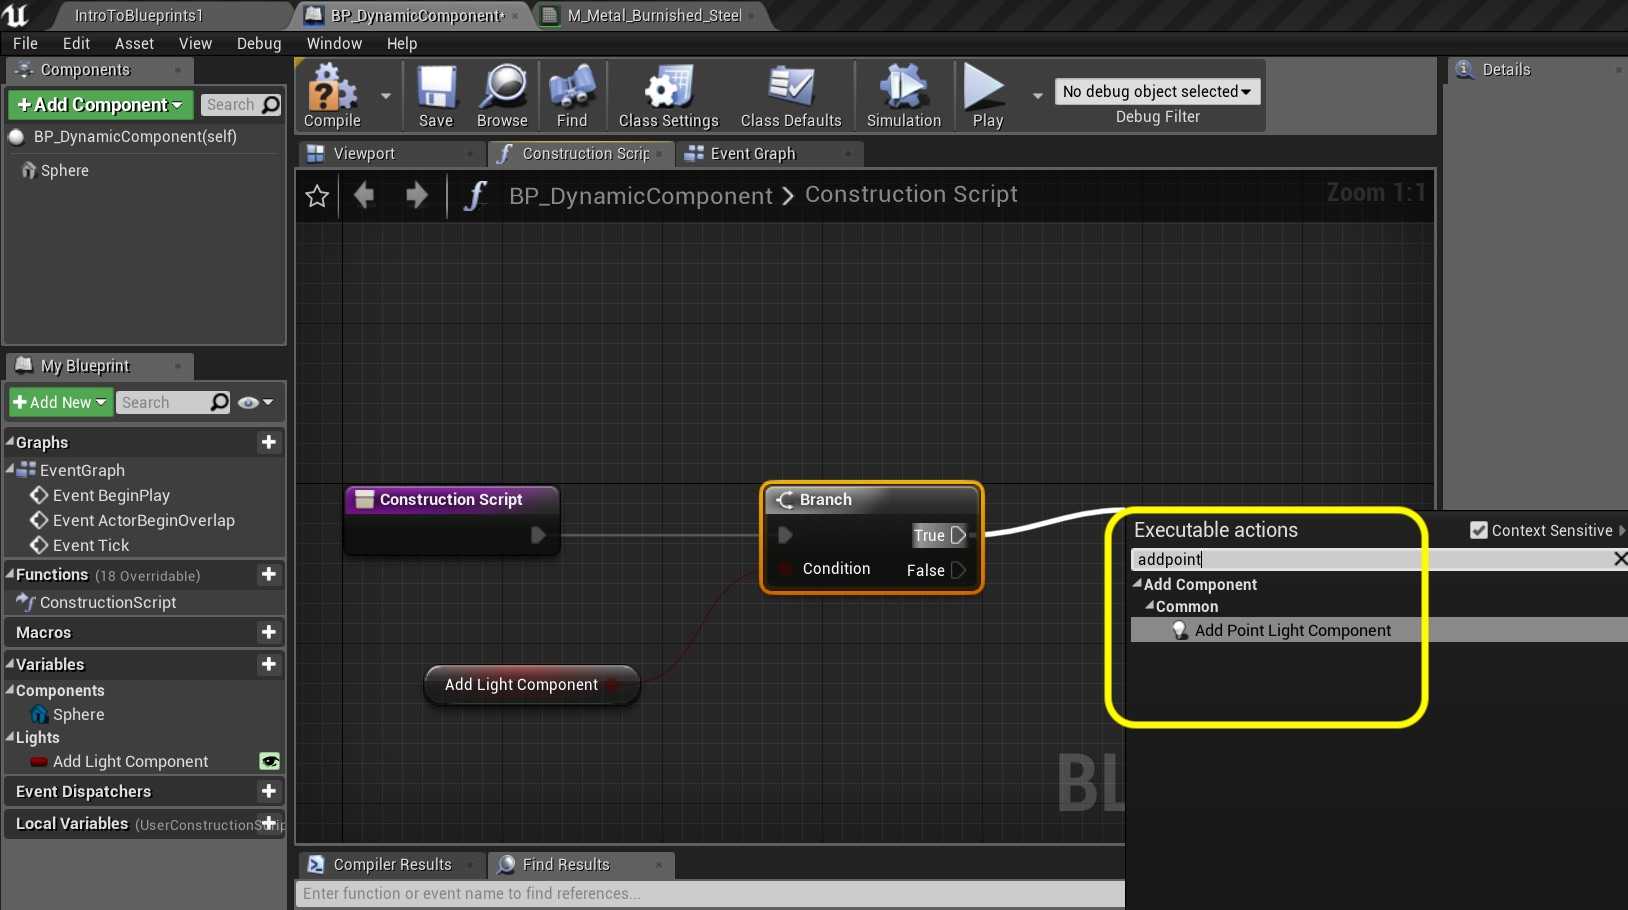 IntroToBlueprints1
BP_DynamicComponent*
M_Metal_Burnished_Steel
File Edit Asset View Debug Window Help
Components
+Add Component
Search
BP_DynamicComponent(self)
Sphere
Compile
Save
Browse
Find
Class Settings
Class Defaults
Simulation
Play
No debug object selected
Debug Filter
Details
Viewport
Construction Scrip
Event Graph
BP_DynamicComponent > Construction Script
Zoom 1:1
My Blueprint
+Add New
Search
Graphs
EventGraph
Event BeginPlay
Event ActorBeginOverlap
Event Tick
Functions (18 Overridable)
ConstructionScript
Macros
Variables
Components
Sphere
Lights
Add Light Component
Event Dispatchers
Local Variables (UserConstructionScrip
Construction Script
Branch
True
Condition
False
Add Light Component
Executable actions
Context Sensitive
addpoint
Add Component
Common
Add Point Light Component
BL
Compiler Results
Find Results
Enter function or event name to find references...